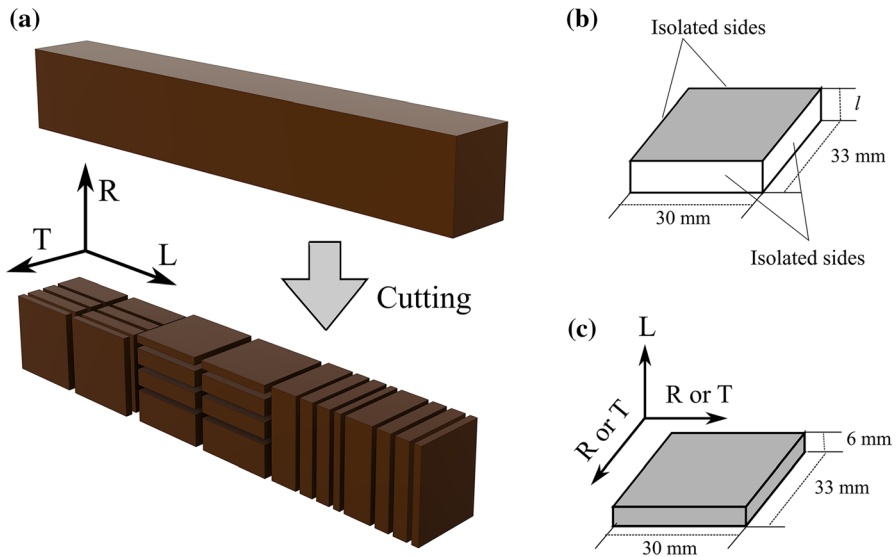 (a)
R
T
L
Cutting
(b)
Isolated sides
l
33 mm
30 mm
Isolated sides
(c)
L
R or T
R or T
6 mm
33 mm
30 mm